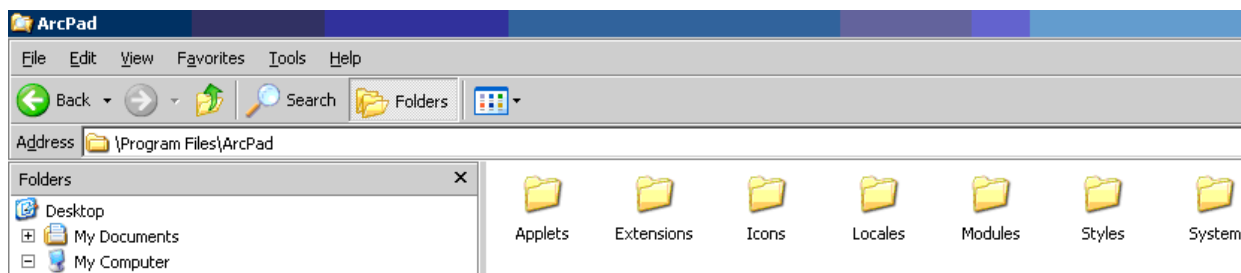 ArcPad
File Edit View Favorites Tools Help
Back Search Folders
Address \Program Files\ArcPad
Folders
Desktop
My Documents
My Computer
Applets Extensions Icons Locales Modules Styles System